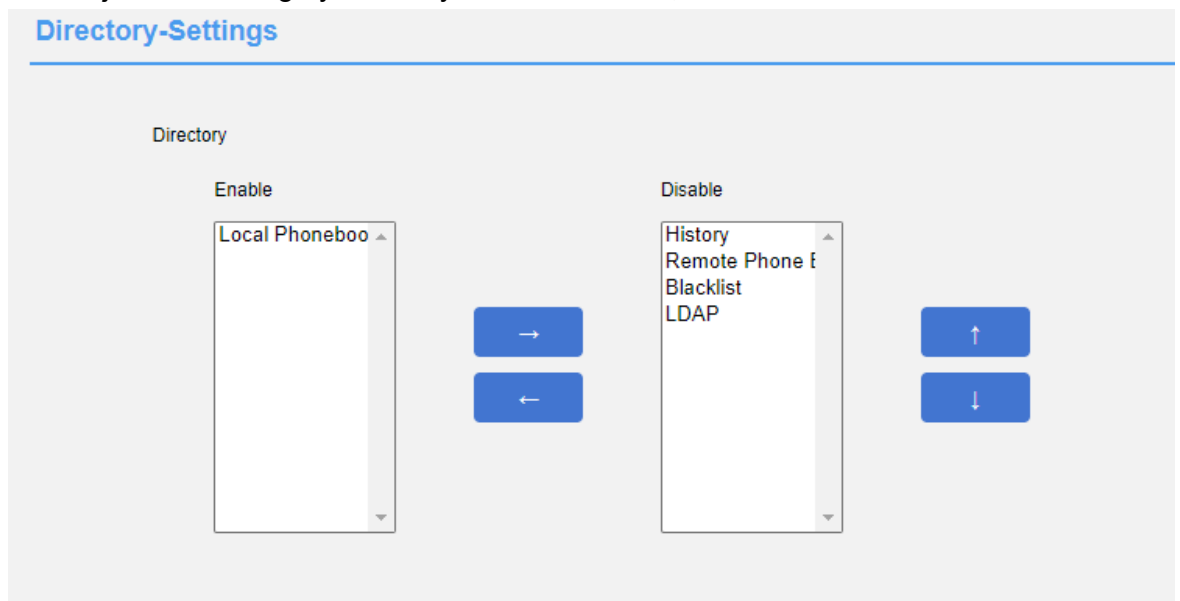 Directory-Settings
Directory
Enable
Disable
Local Phoneboo
History
Remote Phone
Blacklist
LDAP
→
←
↑
↓